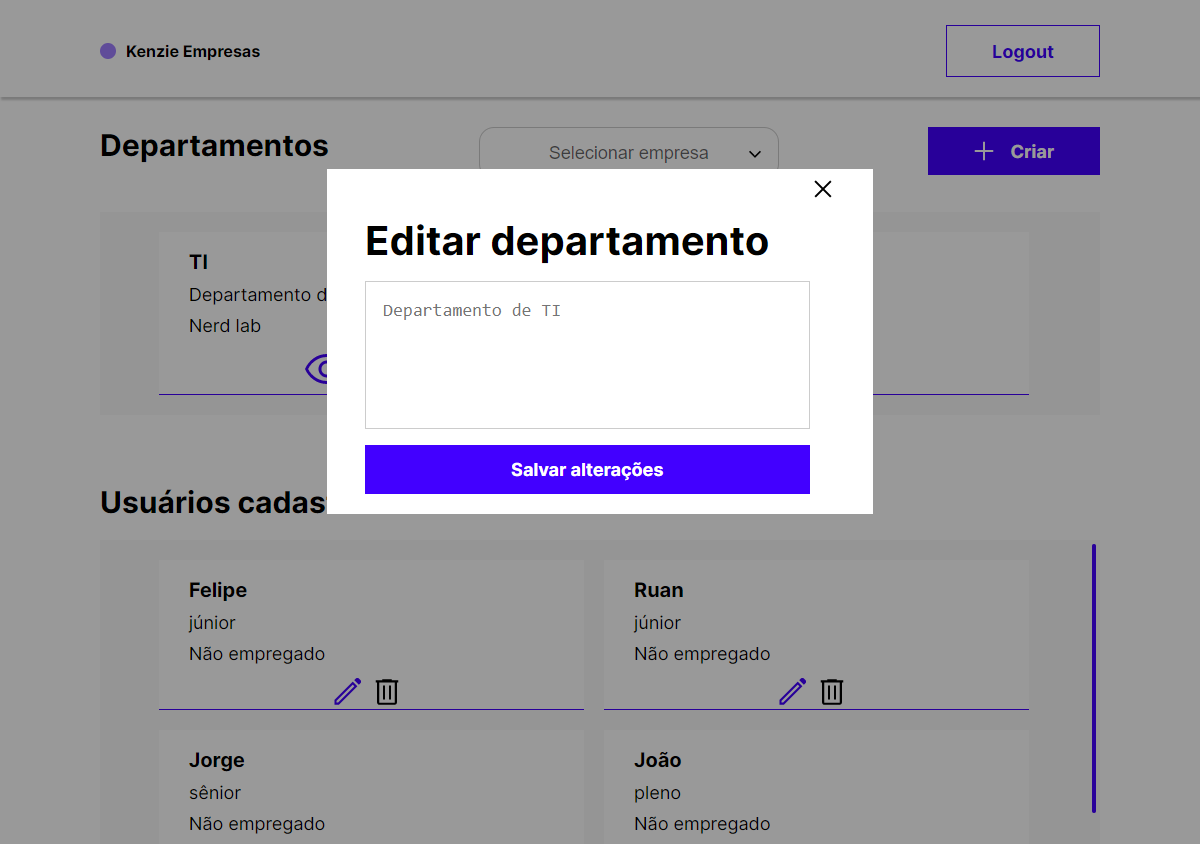 Kenzie Empresas
Logout
Departamentos
Selecionar empresa
Criar
Editar departamento
Departamento de TI
Salvar alterações
TI
Departamento d
Nerd lab
Usuários cadas
Felipe
júnior
Não empregado
Ruan
júnior
Não empregado
Jorge
sênior
Não empregado
João
pleno
Não empregado